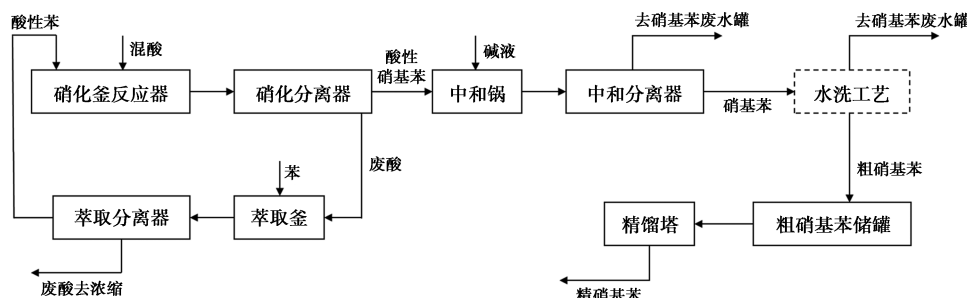 酸性苯
混酸
硝化釜反应器
硝化分离器
酸性
硝基苯
碱液
中和锅
去硝基苯废水罐
中和分离器
硝基苯
去硝基苯废水罐
水洗工艺
废酸
苯
粗硝基苯
萃取分离器
萃取釜
精馏塔
粗硝基苯储罐
废酸去浓缩
精硝基苯